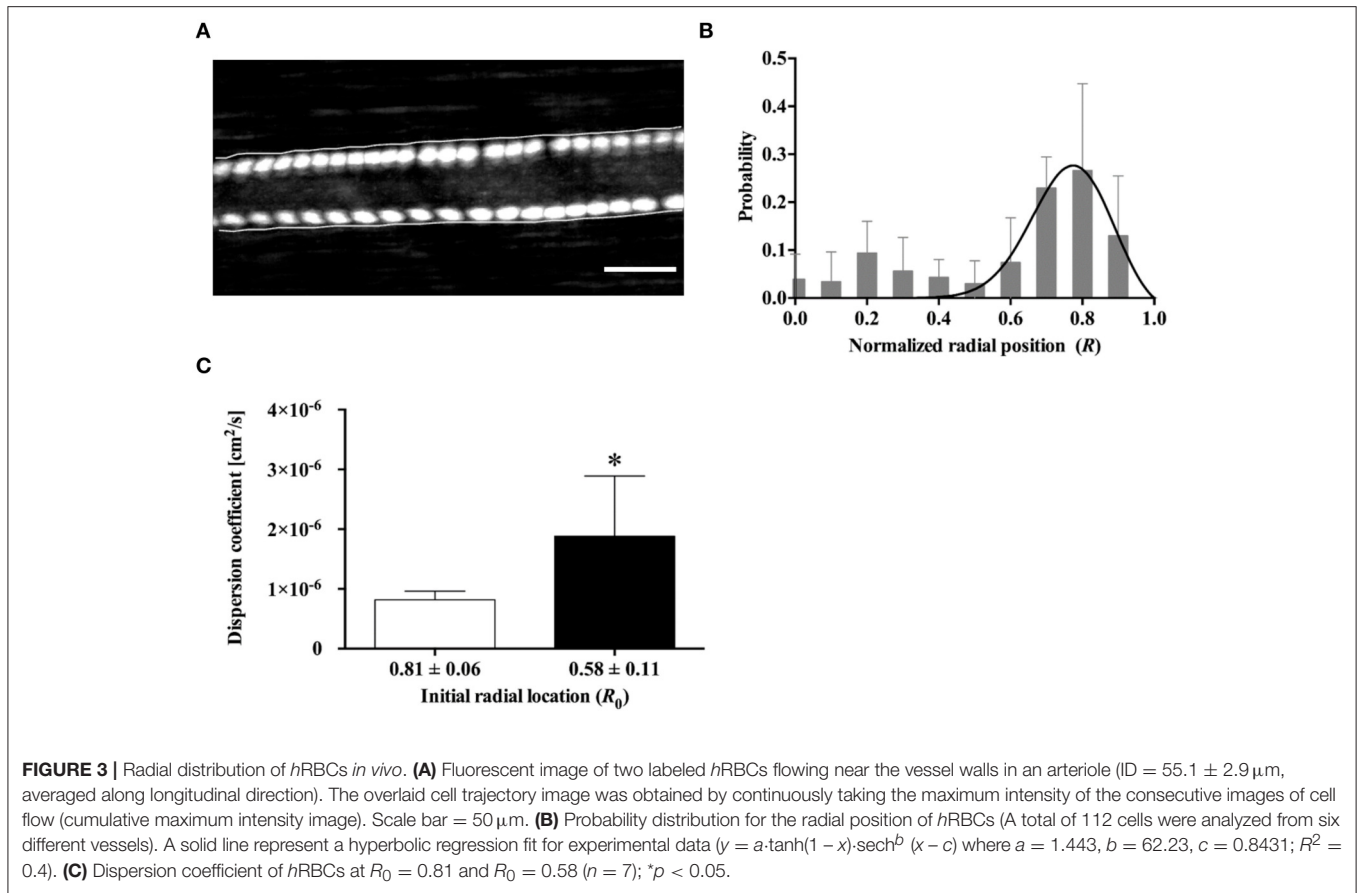 A
B
0.5
0.4
0.3
0.2
0.1
0.0
Probability
0.0 0.2 0.4 0.6 0.8 1.0
Normalized radial position (R)
C
4×10-6
3×10-6
2×10-6
1×10-6
0
Dispersion coefficient [cm2/s]
*
0.81 ± 0.06 0.58 ± 0.11
Initial radial location (R0)
FIGURE 3 | Radial distribution of hRBCs in vivo. (A) Fluorescent image of two labeled hRBCs flowing near the vessel walls in an arteriole (ID = 55.1 ± 2.9 μm,
averaged along longitudinal direction). The overlaid cell trajectory image was obtained by continuously taking the maximum intensity of the consecutive images of cell
flow (cumulative maximum intensity image). Scale bar = 50 μm. (B) Probability distribution for the radial position of hRBCs (A total of 112 cells were analyzed from six
different vessels). A solid line represent a hyperbolic regression fit for experimental data (y = a·tanh(1 – x)·sechb (x – c) where a = 1.443, b = 62.23, c = 0.8431; R2 =
0.4). (C) Dispersion coefficient of hRBCs at R0 = 0.81 and R0 = 0.58 (n = 7); *p < 0.05.